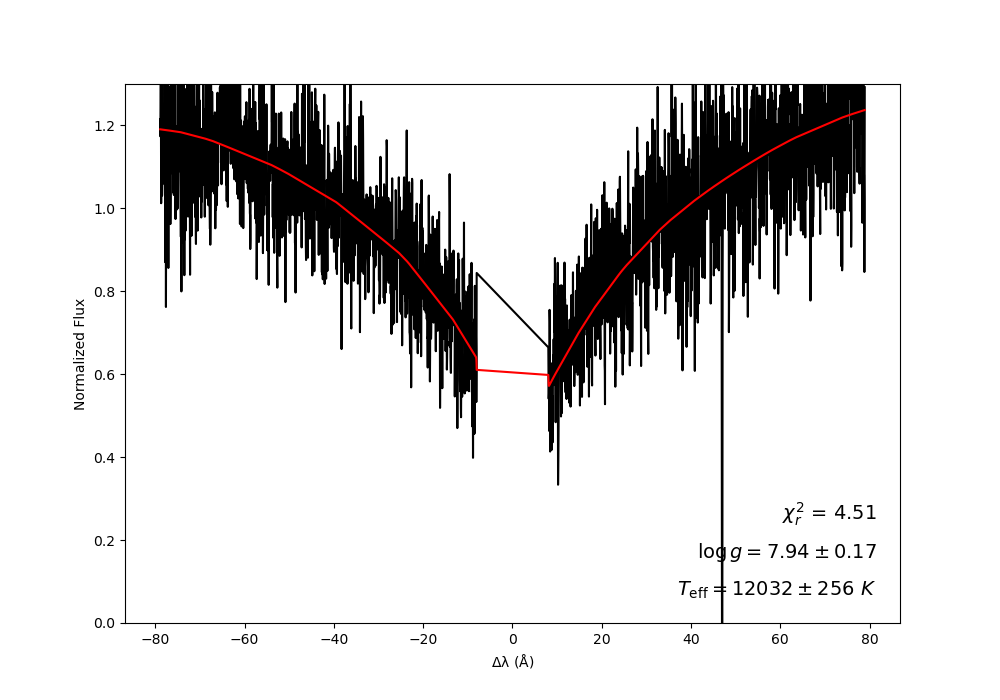 1.2
1.0
0.8
0.6
0.4
0.2
0.0
Normalized Flux
χ²ᵣ = 4.51
log g = 7.94 ± 0.17
T_eff = 12032 ± 256 K
−80 −60 −40 −20 0 20 40 60 80
Δλ (Å)